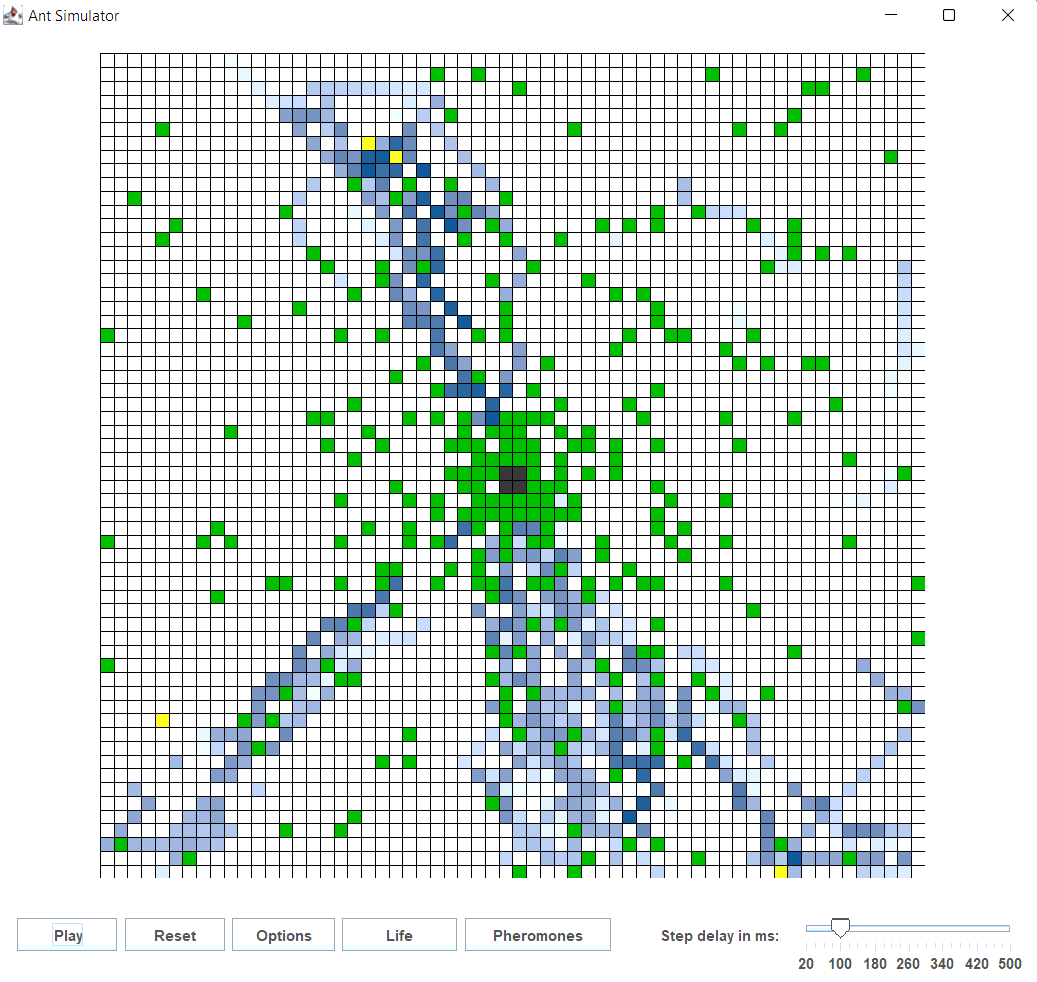 Ant Simulator
Play Reset Options Life Pheromones Step delay in ms:
20 100 180 260 340 420 500